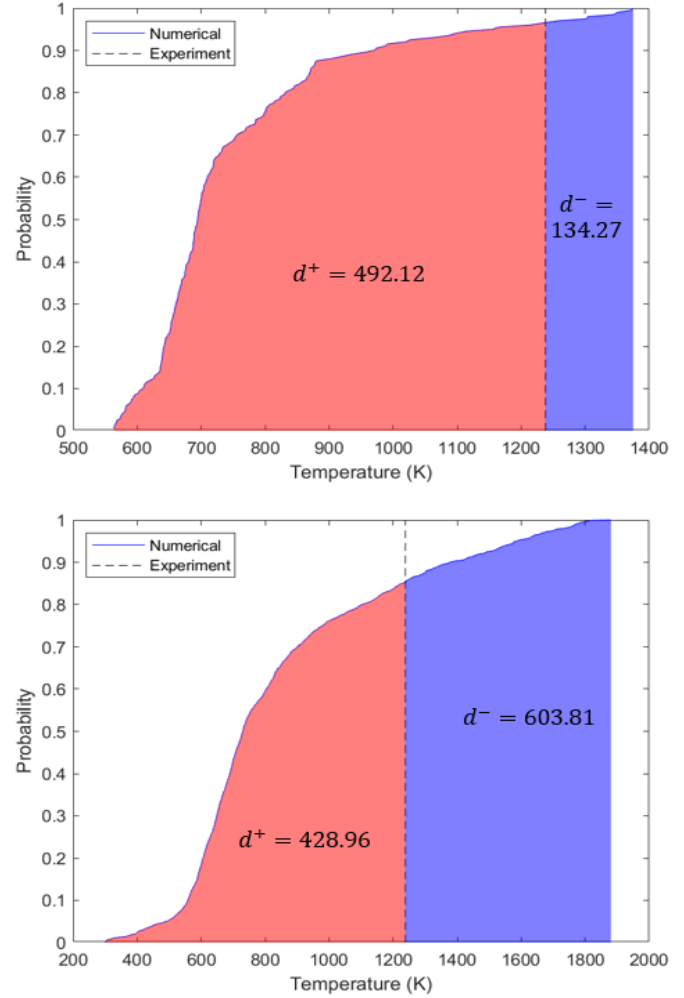 1
0.9
0.8
0.7
0.6
0.5
0.4
0.3
0.2
0.1
0
Probability
Numerical
Experiment
d⁺ = 492.12
d⁻ =
134.27
500 600 700 800 900 1000 1100 1200 1300 1400
Temperature (K)
1
0.9
0.8
0.7
0.6
0.5
0.4
0.3
0.2
0.1
0
Probability
Numerical
Experiment
d⁻ = 603.81
d⁺ = 428.96
200 400 600 800 1000 1200 1400 1600 1800 2000
Temperature (K)